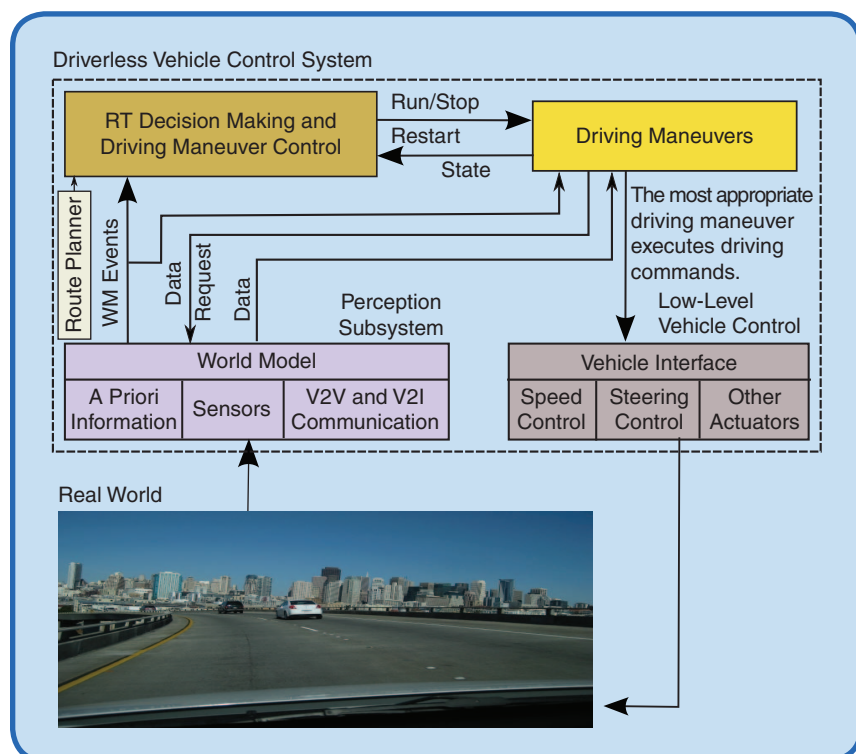 Driverless Vehicle Control System
RT Decision Making and
Driving Maneuver Control
Run/Stop
Restart
State
Driving Maneuvers
Route Planner
WM Events
Data
Request
Data
The most appropriate
driving maneuver
executes driving
commands.
Perception
Subsystem
Low-Level
Vehicle Control
World Model
A Priori
Information
Sensors
V2V and V2I
Communication
Vehicle Interface
Speed
Control
Steering
Control
Other
Actuators
Real World